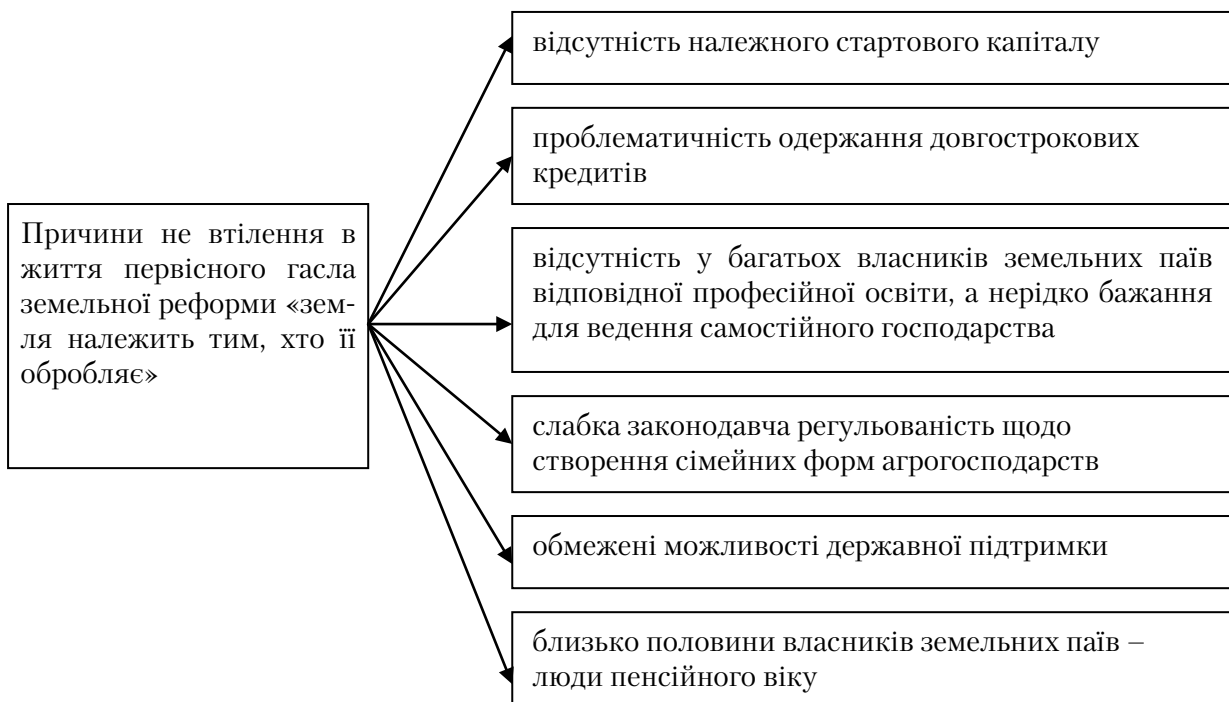 відсутність належного стартового капіталу
проблематичність одержання довгострокових
кредитів
Причини не втілення в
життя первісного гасла
земельної реформи «зем-
ля належить тим, хто її
обробляє»
відсутність у багатьох власників земельних паїв
відповідної професійної освіти, а нерідко бажання
для ведення самостійного господарства
слабка законодавча регульованість щодо
створення сімейних форм агрогосподарств
обмежені можливості державної підтримки
близько половини власників земельних паїв –
люди пенсійного віку